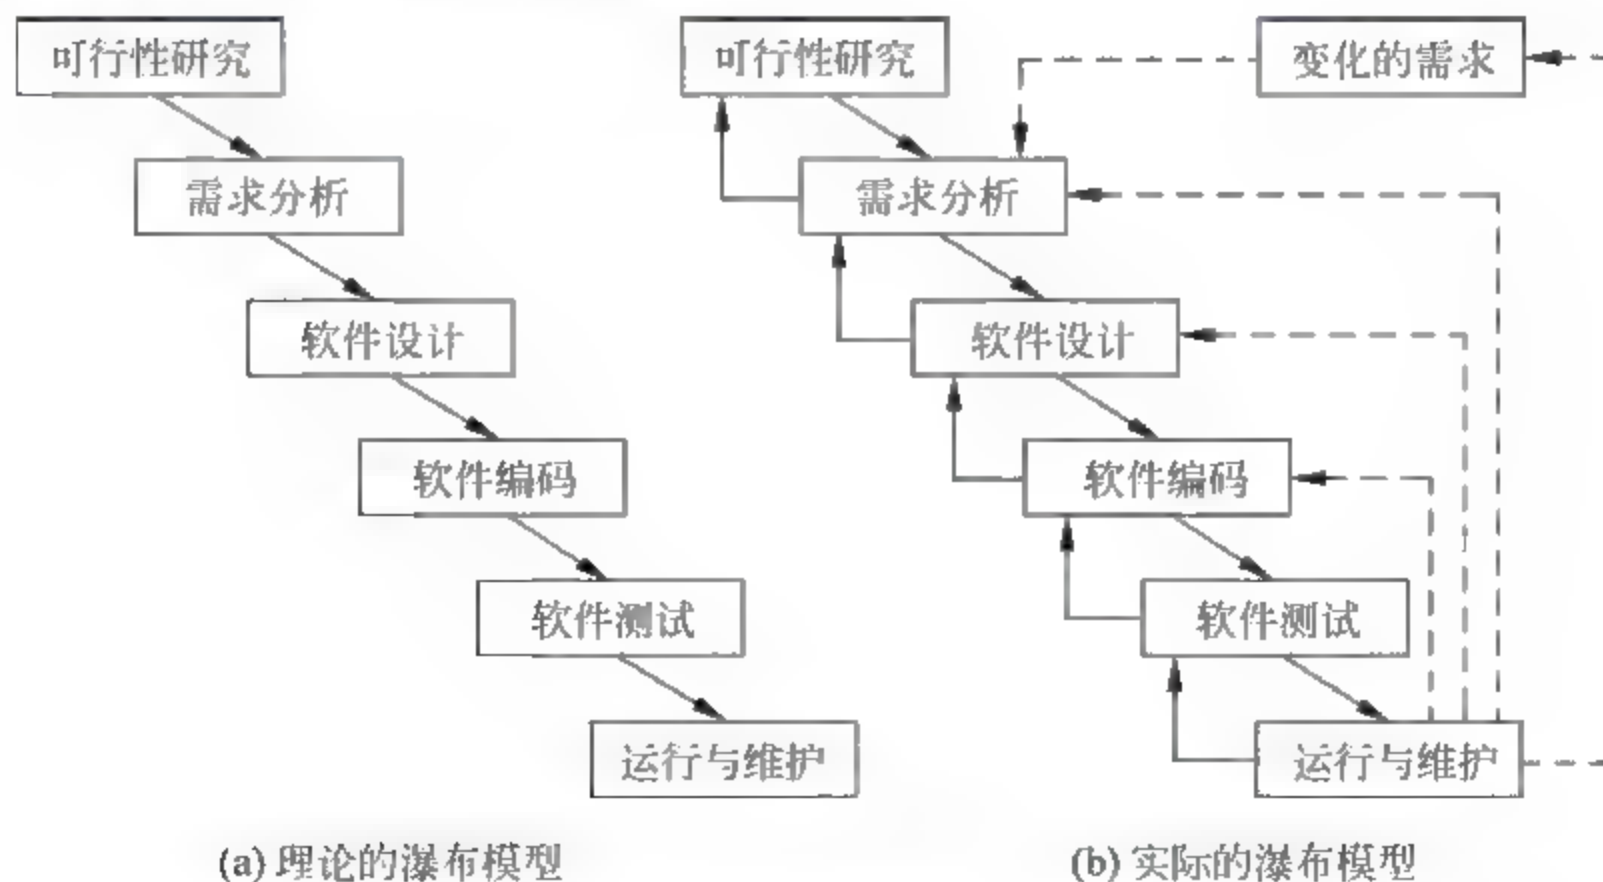 可行性研究
需求分析
软件设计
软件编码
软件测试
运行与维护
(a) 理论的瀑布模型
可行性研究
变化的需求
需求分析
软件设计
软件编码
软件测试
运行与维护
(b) 实际的瀑布模型